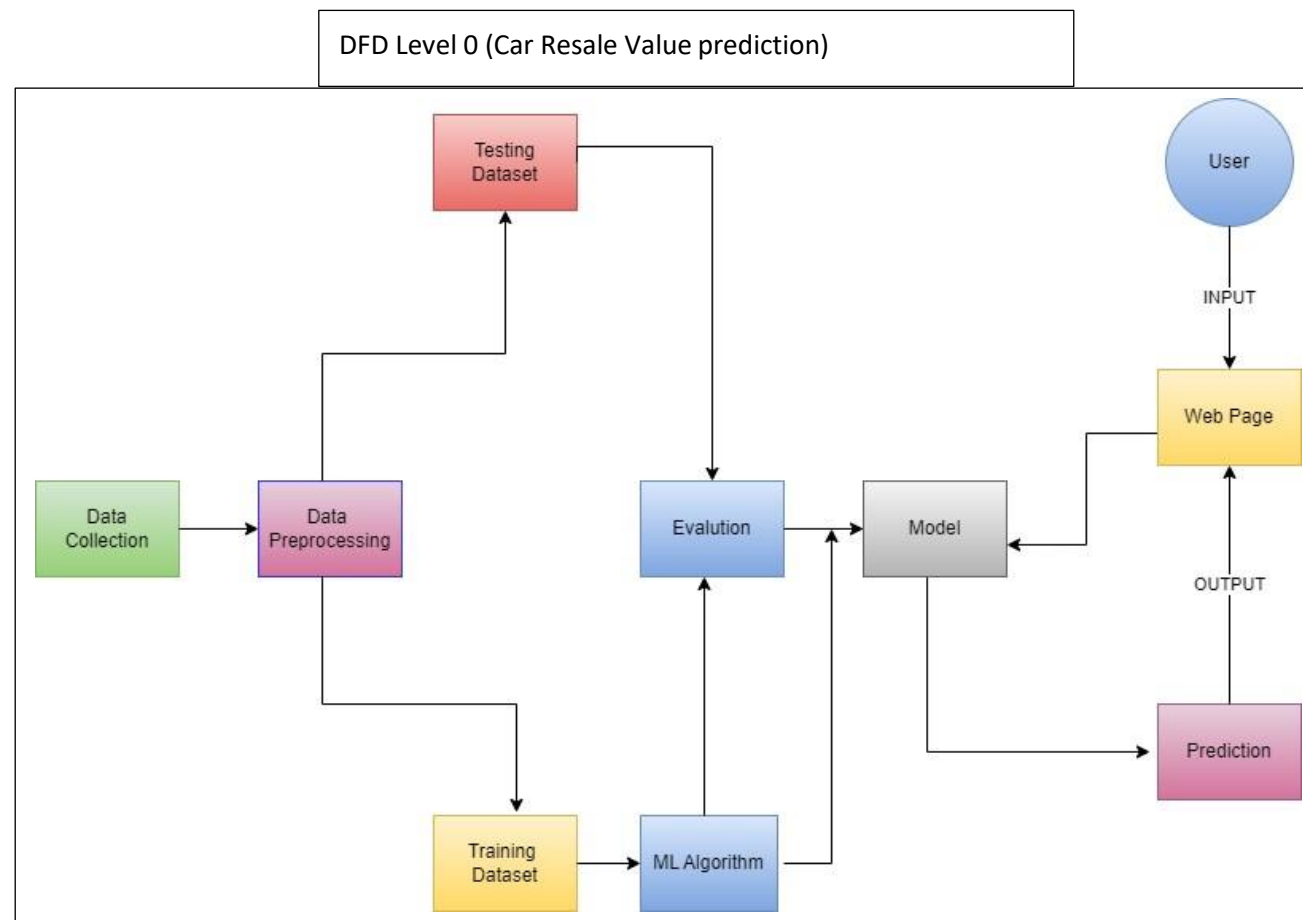 DFD Level 0 (Car Resale Value prediction)
Testing
Dataset
User
INPUT
Web Page
Data
Collection
Data
Preprocessing
Evalution
Model
OUTPUT
Prediction
Training
Dataset
ML Algorithm